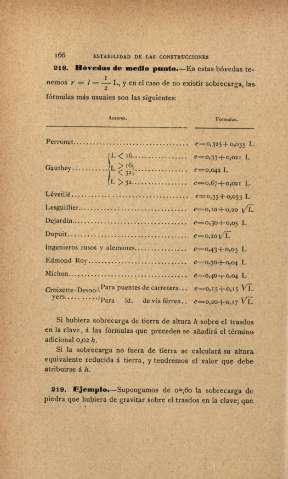 166 ESTABILIDAD DE LAS CONSTRUCCIONES
218. Bóvedas de medio punto.—En estas bóvedas te-
nemos r = l = 1/2 L, y en el caso de no existir sobrecarga, las
fórmulas más usuales son las siguientes:
Autores. Fórmulas.
Perronet.......... e=0,325+0,035 L
Gauthey.......... L < 16.......... e=0,33+0,021 L
L > 16, < 32.......... e=0,042 L
L > 32.......... e=0,67+0,021 L
Léveillé.......... e=0,33+0,033 L
Lesguillier.......... e=0,10+0,20 √L
Dejardin.......... e=0,30+0,05 L
Dupuit.......... e=0,20 √L
Ingenieros rusos y alemanes.......... e=0,43+0,05 L
Edmond Roy.......... e=0,30+0,04 L
Michon.......... e=0,40+0,04 L
Croizette-Desno- Para puentes de carretera... e=0,15+0,15 √L
yers.......... Para id. de vía férrea... e=0,20+0,17 √L
Si hubiera sobrecarga de tierra de altura h sobre el trasdos
en la clave, á las fórmulas que preceden se añadirá el término
adicional 0,02 h.
Si la sobrecarga no fuera de tierra se calculará su altura
equivalente reducida á tierra, y tendremos el valor que debe
atribuirse á h.
219. Ejemplo.—Supongamos de 0m,60 la sobrecarga de
piedra que hubiera de gravitar sobre el trasdos en la clave; que